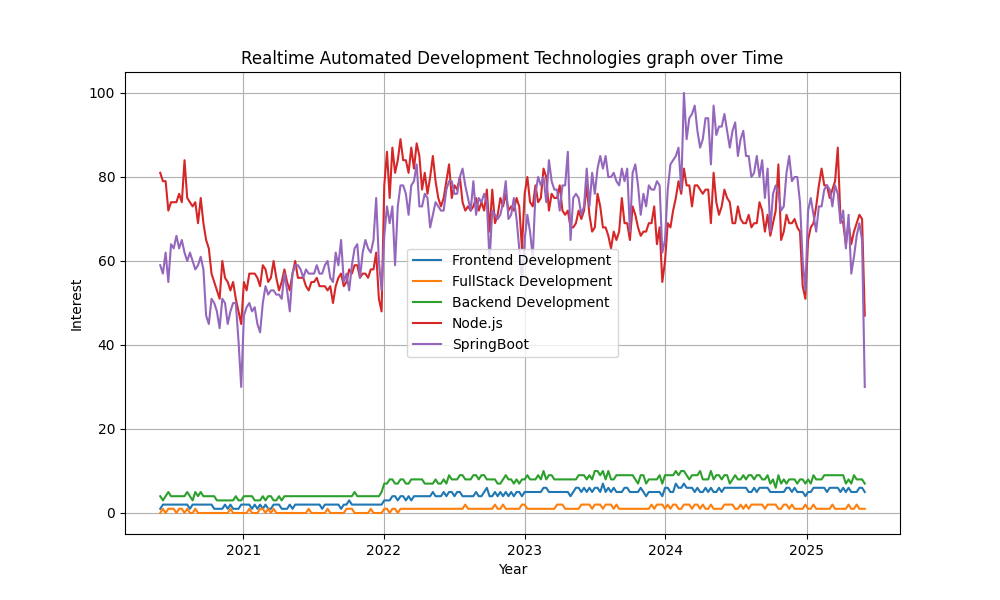 Realtime Automated Development Technologies graph over Time
Interest
100
80
60
40
20
0
Frontend Development
FullStack Development
Backend Development
Node.js
SpringBoot
2021
2022
2023
2024
2025
Year